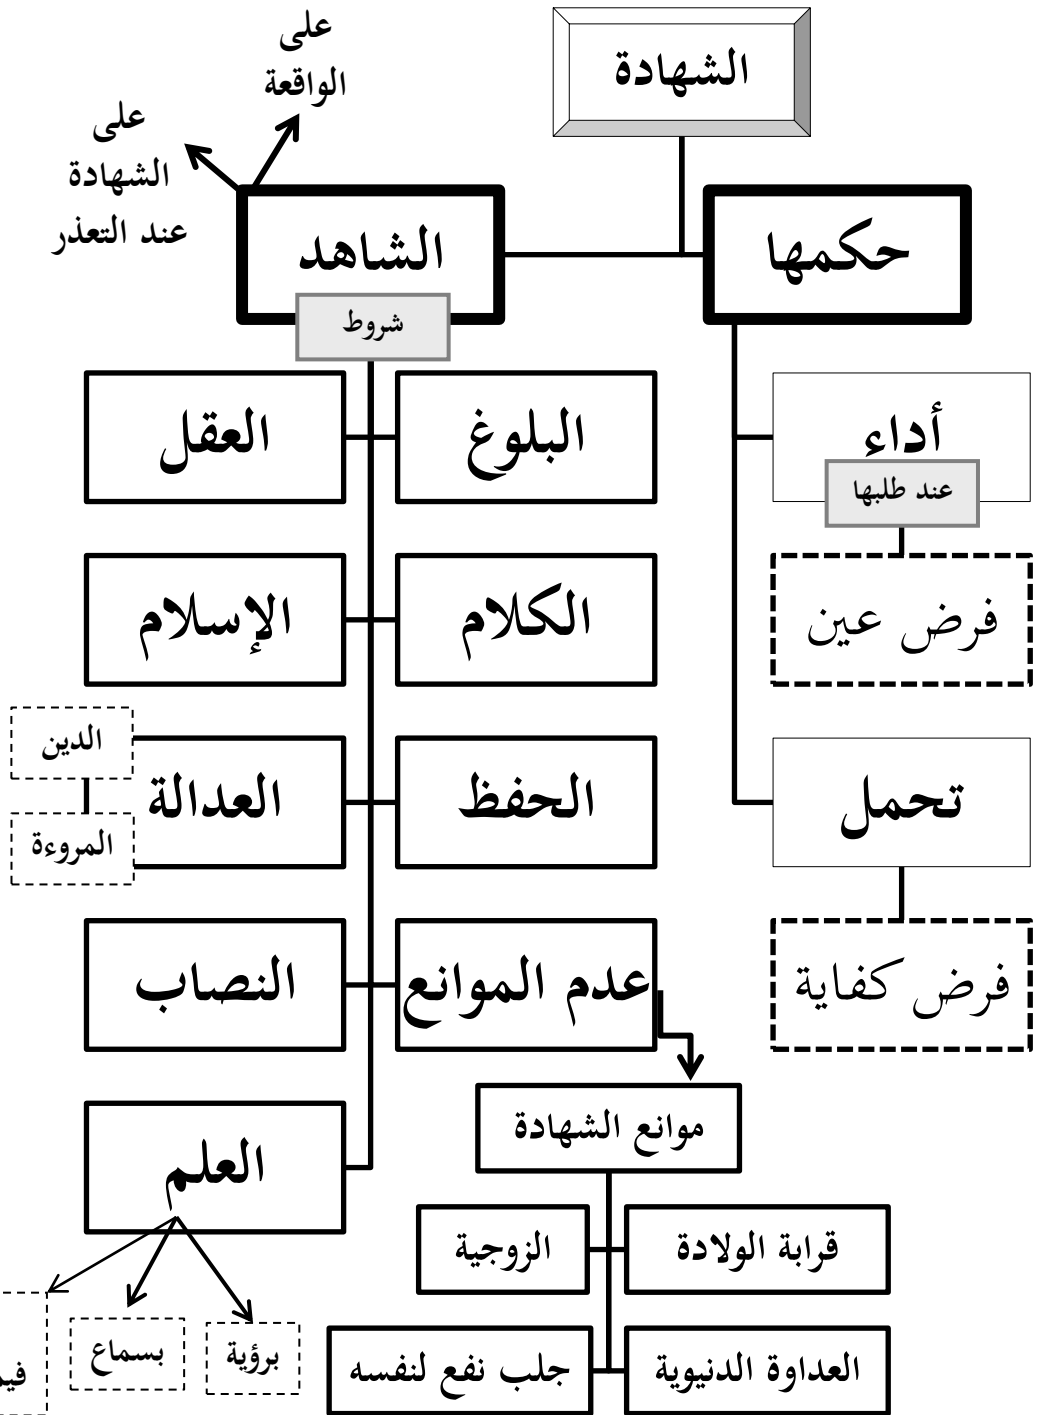 الشهادة
على
الواقعة
على
الشهادة
عند التعذر
حكمها
الشاهد
شروط
أداء
عند طلبها
فرض عين
تحمل
فرض كفاية
البلوغ
العقل
الكلام
الإسلام
الحفظ
العدالة
الدين
المروءة
عدم الموانع
النصاب
العلم
برؤية
بسماع
موانع الشهادة
قرابة الولادة
الزوجية
العداوة الدنيوية
جلب نفع لنفسه